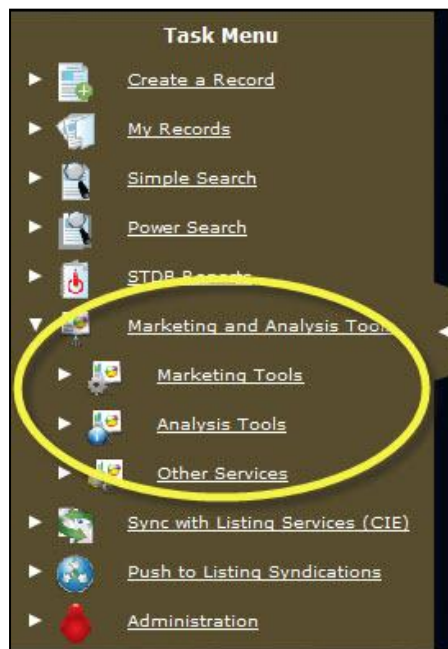 Task Menu
Create a Record
My Records
Simple Search
Power Search
STDB Reports
Marketing and Analysis Tools
Marketing Tools
Analysis Tools
Other Services
Sync with Listing Services (CIE)
Push to Listing Syndications
Administration